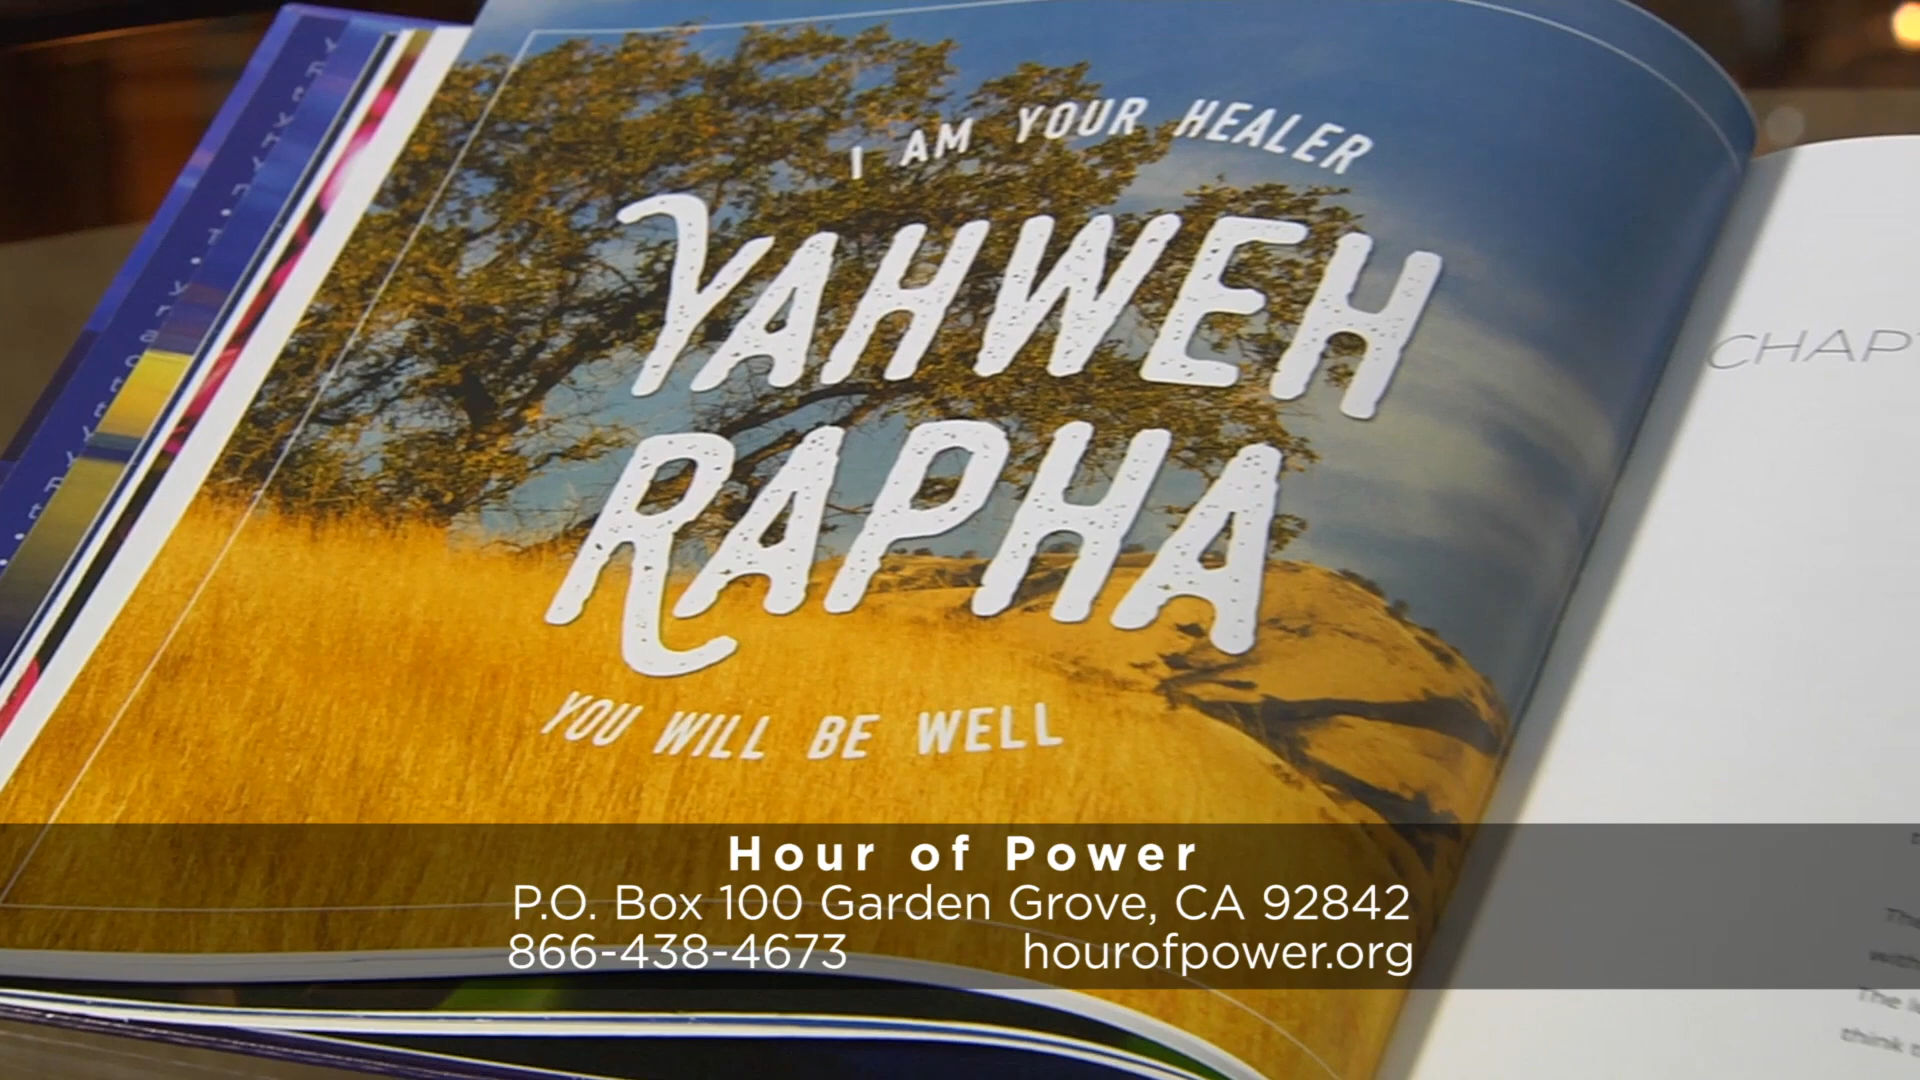 I AM YOUR HEALER
YAHWEH
RAPHA
YOU WILL BE WELL
Hour of Power
P.O. Box 100 Garden Grove, CA 92842
866-438-4673 hourofpower.org